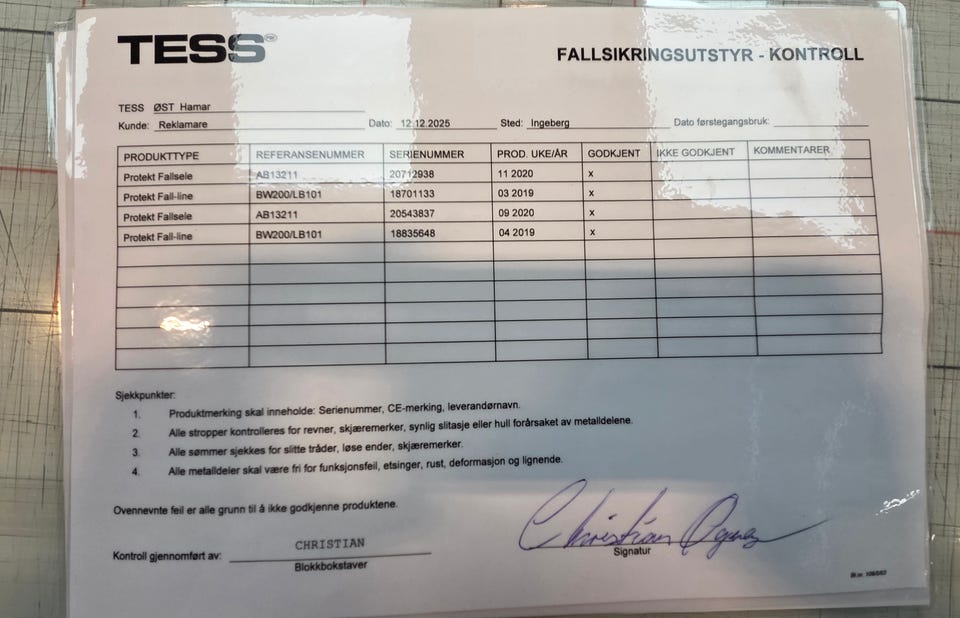 TESS
FALLSIKRINGSUTSTYR - KONTROLL
TESS ØST Hamar
Kunde: Reklamare Dato: 12.12.2025 Sted: Ingeberg Dato førstegangsbruk:
PRODUKTTYPE REFERANSENUMMER SERIENUMMER PROD. UKE/ÅR GODKJENT IKKE GODKJENT KOMMENTARER
Protekt Fallsele AB13211 20712938 11 2020 x
Protekt Fall-line BW200/LB101 18701133 03 2019 x
Protekt Fallsele AB13211 20543837 09 2020 x
Protekt Fall-line BW200/LB101 18835648 04 2019 x
Sjekkpunkter:
1. Produktmerking skal inneholde: Serienummer, CE-merking, leverandørnavn.
2. Alle stropper kontrolleres for revner, skjæremerker, synlig slitasje eller hull forårsaket av metalldelene.
3. Alle sømmer sjekkes for slitte tråder, løse ender, skjæremerker.
4. Alle metalldeler skal være fri for funksjonsfeil, etsinger, rust, deformasjon og lignende.
Ovennevnte feil er alle grunn til å ikke godkjenne produktene.
Kontroll gjennomført av: CHRISTIAN
Blokkbokstaver
Christian
Signatur